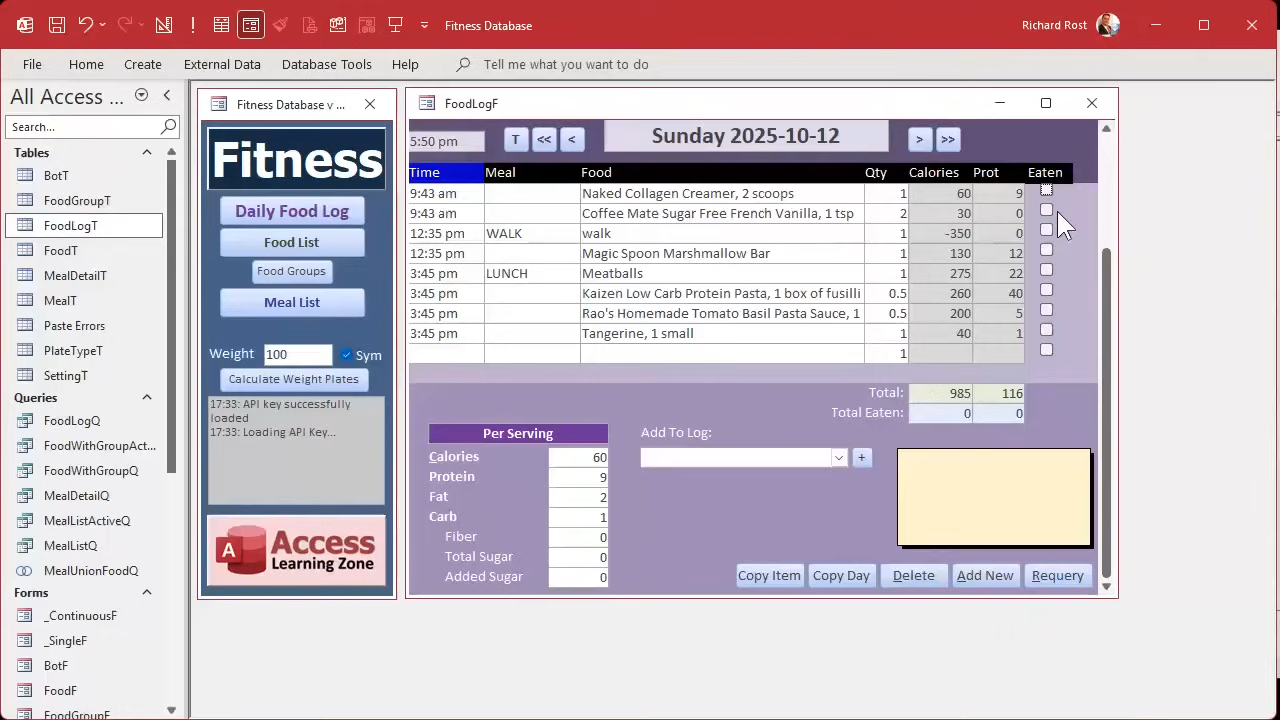 Fitness Database
Richard Rost
File Home Create External Data Database Tools Help Tell me what you want to do
All Access ...
Search...
Tables
BotT
FoodGroupT
FoodLogT
FoodT
MealDetailT
MealT
Paste Errors
PlateTypeT
SettingT
Queries
FoodLogQ
FoodWithGroupAct...
FoodWithGroupQ
MealDetailQ
MealListActiveQ
MealListQ
MealUnionFoodQ
Forms
_ContinuousF
_SingleF
BotF
FoodF
FoodGroupF
Fitness Database v ...
Fitness
Daily Food Log
Food List
Food Groups
Meal List
Weight 100 Sym
Calculate Weight Plates
17:33: API key successfully
loaded
17:33: Loading API Key...
A Access
Learning Zone
FoodLogF
5:50 pm T << < Sunday 2025-10-12 > >>
Time Meal Food Qty Calories Prot Eaten
9:43 am Naked Collagen Creamer, 2 scoops 1 60 9
9:43 am Coffee Mate Sugar Free French Vanilla, 1 tsp 2 30 0
12:35 pm WALK walk 1 -350 0
12:35 pm Magic Spoon Marshmallow Bar 1 130 12
3:45 pm LUNCH Meatballs 1 275 22
3:45 pm Kaizen Low Carb Protein Pasta, 1 box of fusilli 0.5 260 40
3:45 pm Rao's Homemade Tomato Basil Pasta Sauce, 1 0.5 200 5
3:45 pm Tangerine, 1 small 1 40 1
1
Total: 985 116
Total Eaten: 0 0
Per Serving
Calories 60
Protein 9
Fat 2
Carb 1
Fiber 0
Total Sugar 0
Added Sugar 0
Add To Log:
+
Copy Item Copy Day Delete Add New Requery